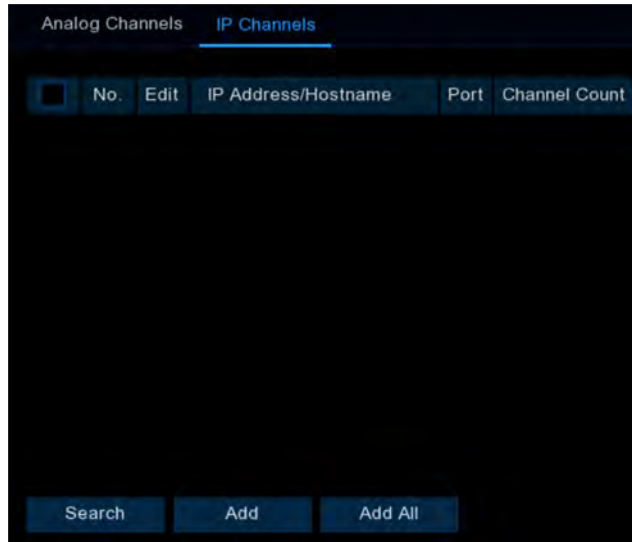 Analog Channels IP Channels
No. Edit IP Address/Hostname Port Channel Count
Search Add Add All